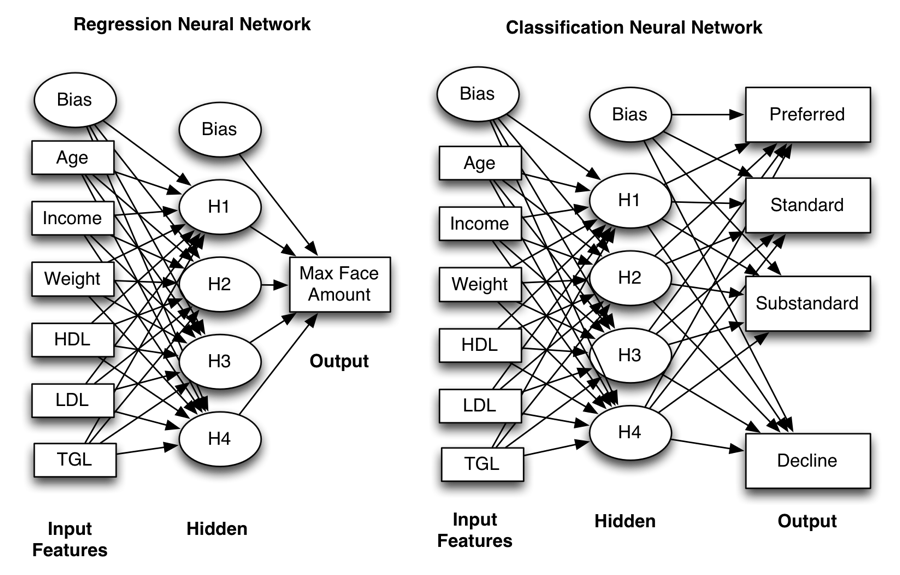 Regression Neural Network
Bias
Age
Income
Weight
HDL
LDL
TGL
Bias
H1
H2
H3
H4
Max Face
Amount
Output
Input
Features
Hidden
Classification Neural Network
Bias
Age
Income
Weight
HDL
LDL
TGL
Bias
H1
H2
H3
H4
Preferred
Standard
Substandard
Decline
Input
Features
Hidden
Output